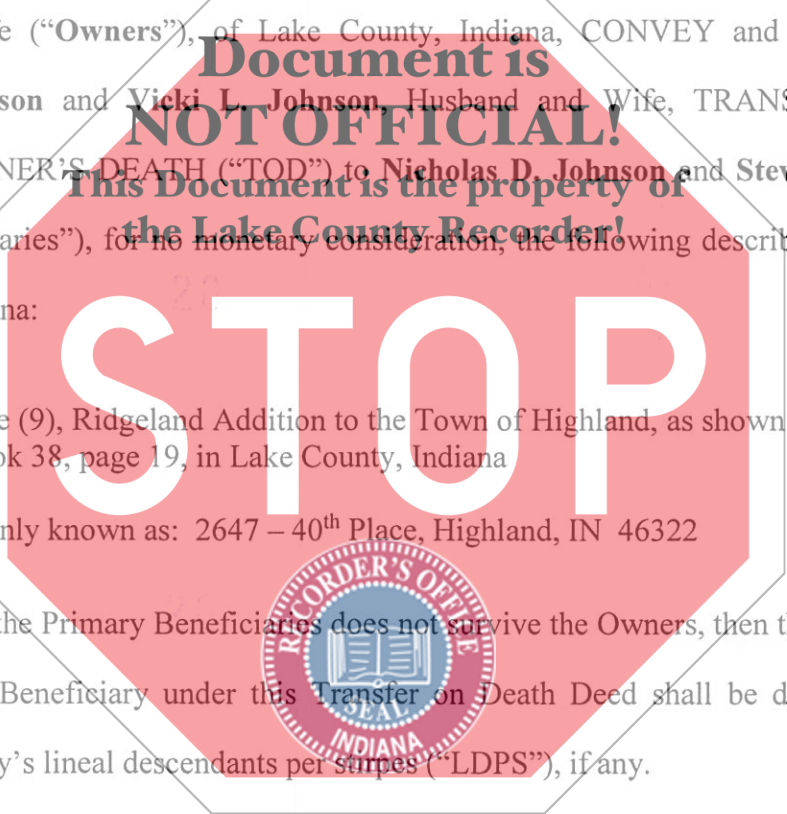 e (“Owners”), of Lake County, Indiana, CONVEY and
Document is
son and Vicki L. Johnson, Husband and Wife, TRANS
NOT OFFICIAL!
NER’S DEATH (“TOD”) to Nicholas D. Johnson and Stev
This Document is the property of
aries”), for no monetary consideration, the following describ
the Lake County Recorder!
na:
STOP
e (9), Ridgeland Addition to the Town of Highland, as shown
ok 38, page 19, in Lake County, Indiana
nly known as: 2647 – 40th Place, Highland, IN 46322
RECORDER'S OFFICE
the Primary Beneficiaries does not survive the Owners, then th
Beneficiary under this Transfer on Death Deed shall be d
SEAL
INDIANA
y’s lineal descendants per stirpes (“LDPS”), if any.